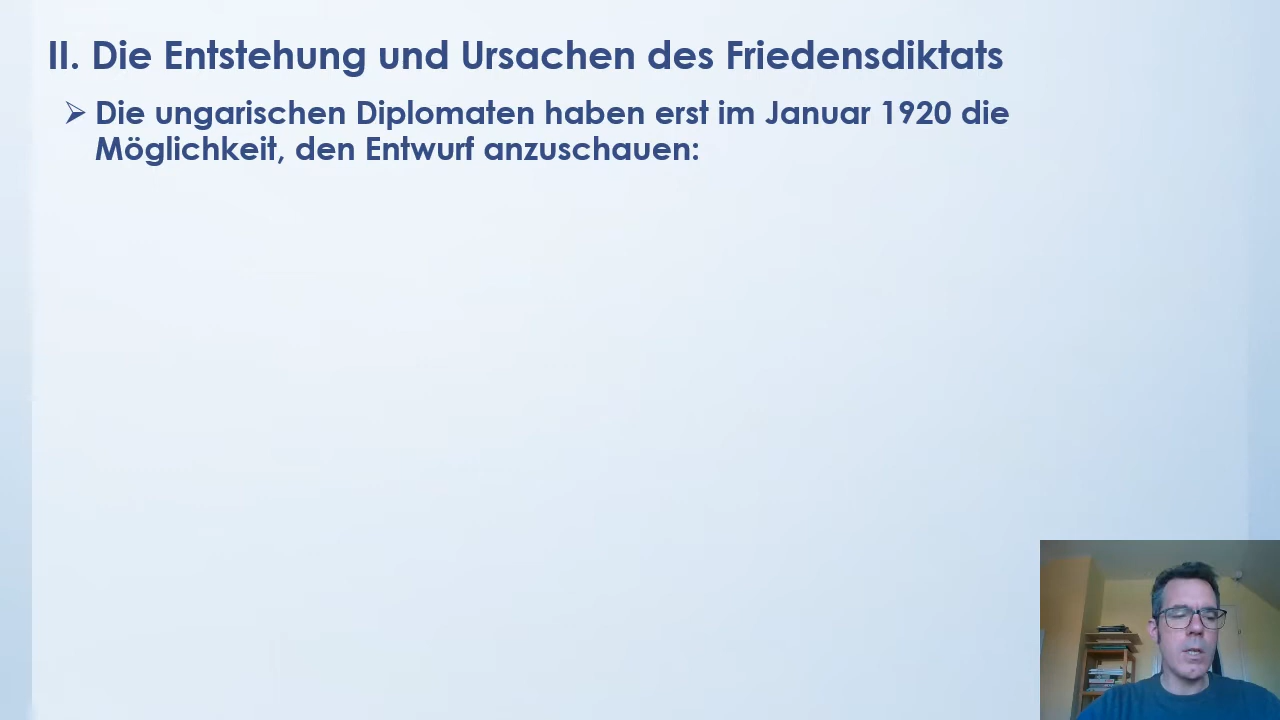 II. Die Entstehung und Ursachen des Friedensdiktats
➢ Die ungarischen Diplomaten haben erst im Januar 1920 die
Möglichkeit, den Entwurf anzuschauen: